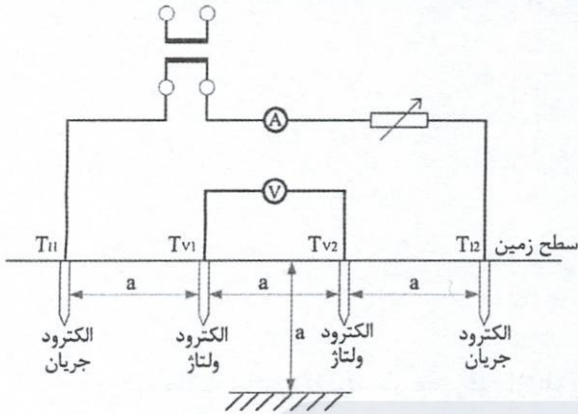 A
V
TI1
TV1
TV2
TI2
سطح زمین
a
a
a
a
الکترود
جریان
الکترود
ولتاژ
الکترود
ولتاژ
الکترود
جریان